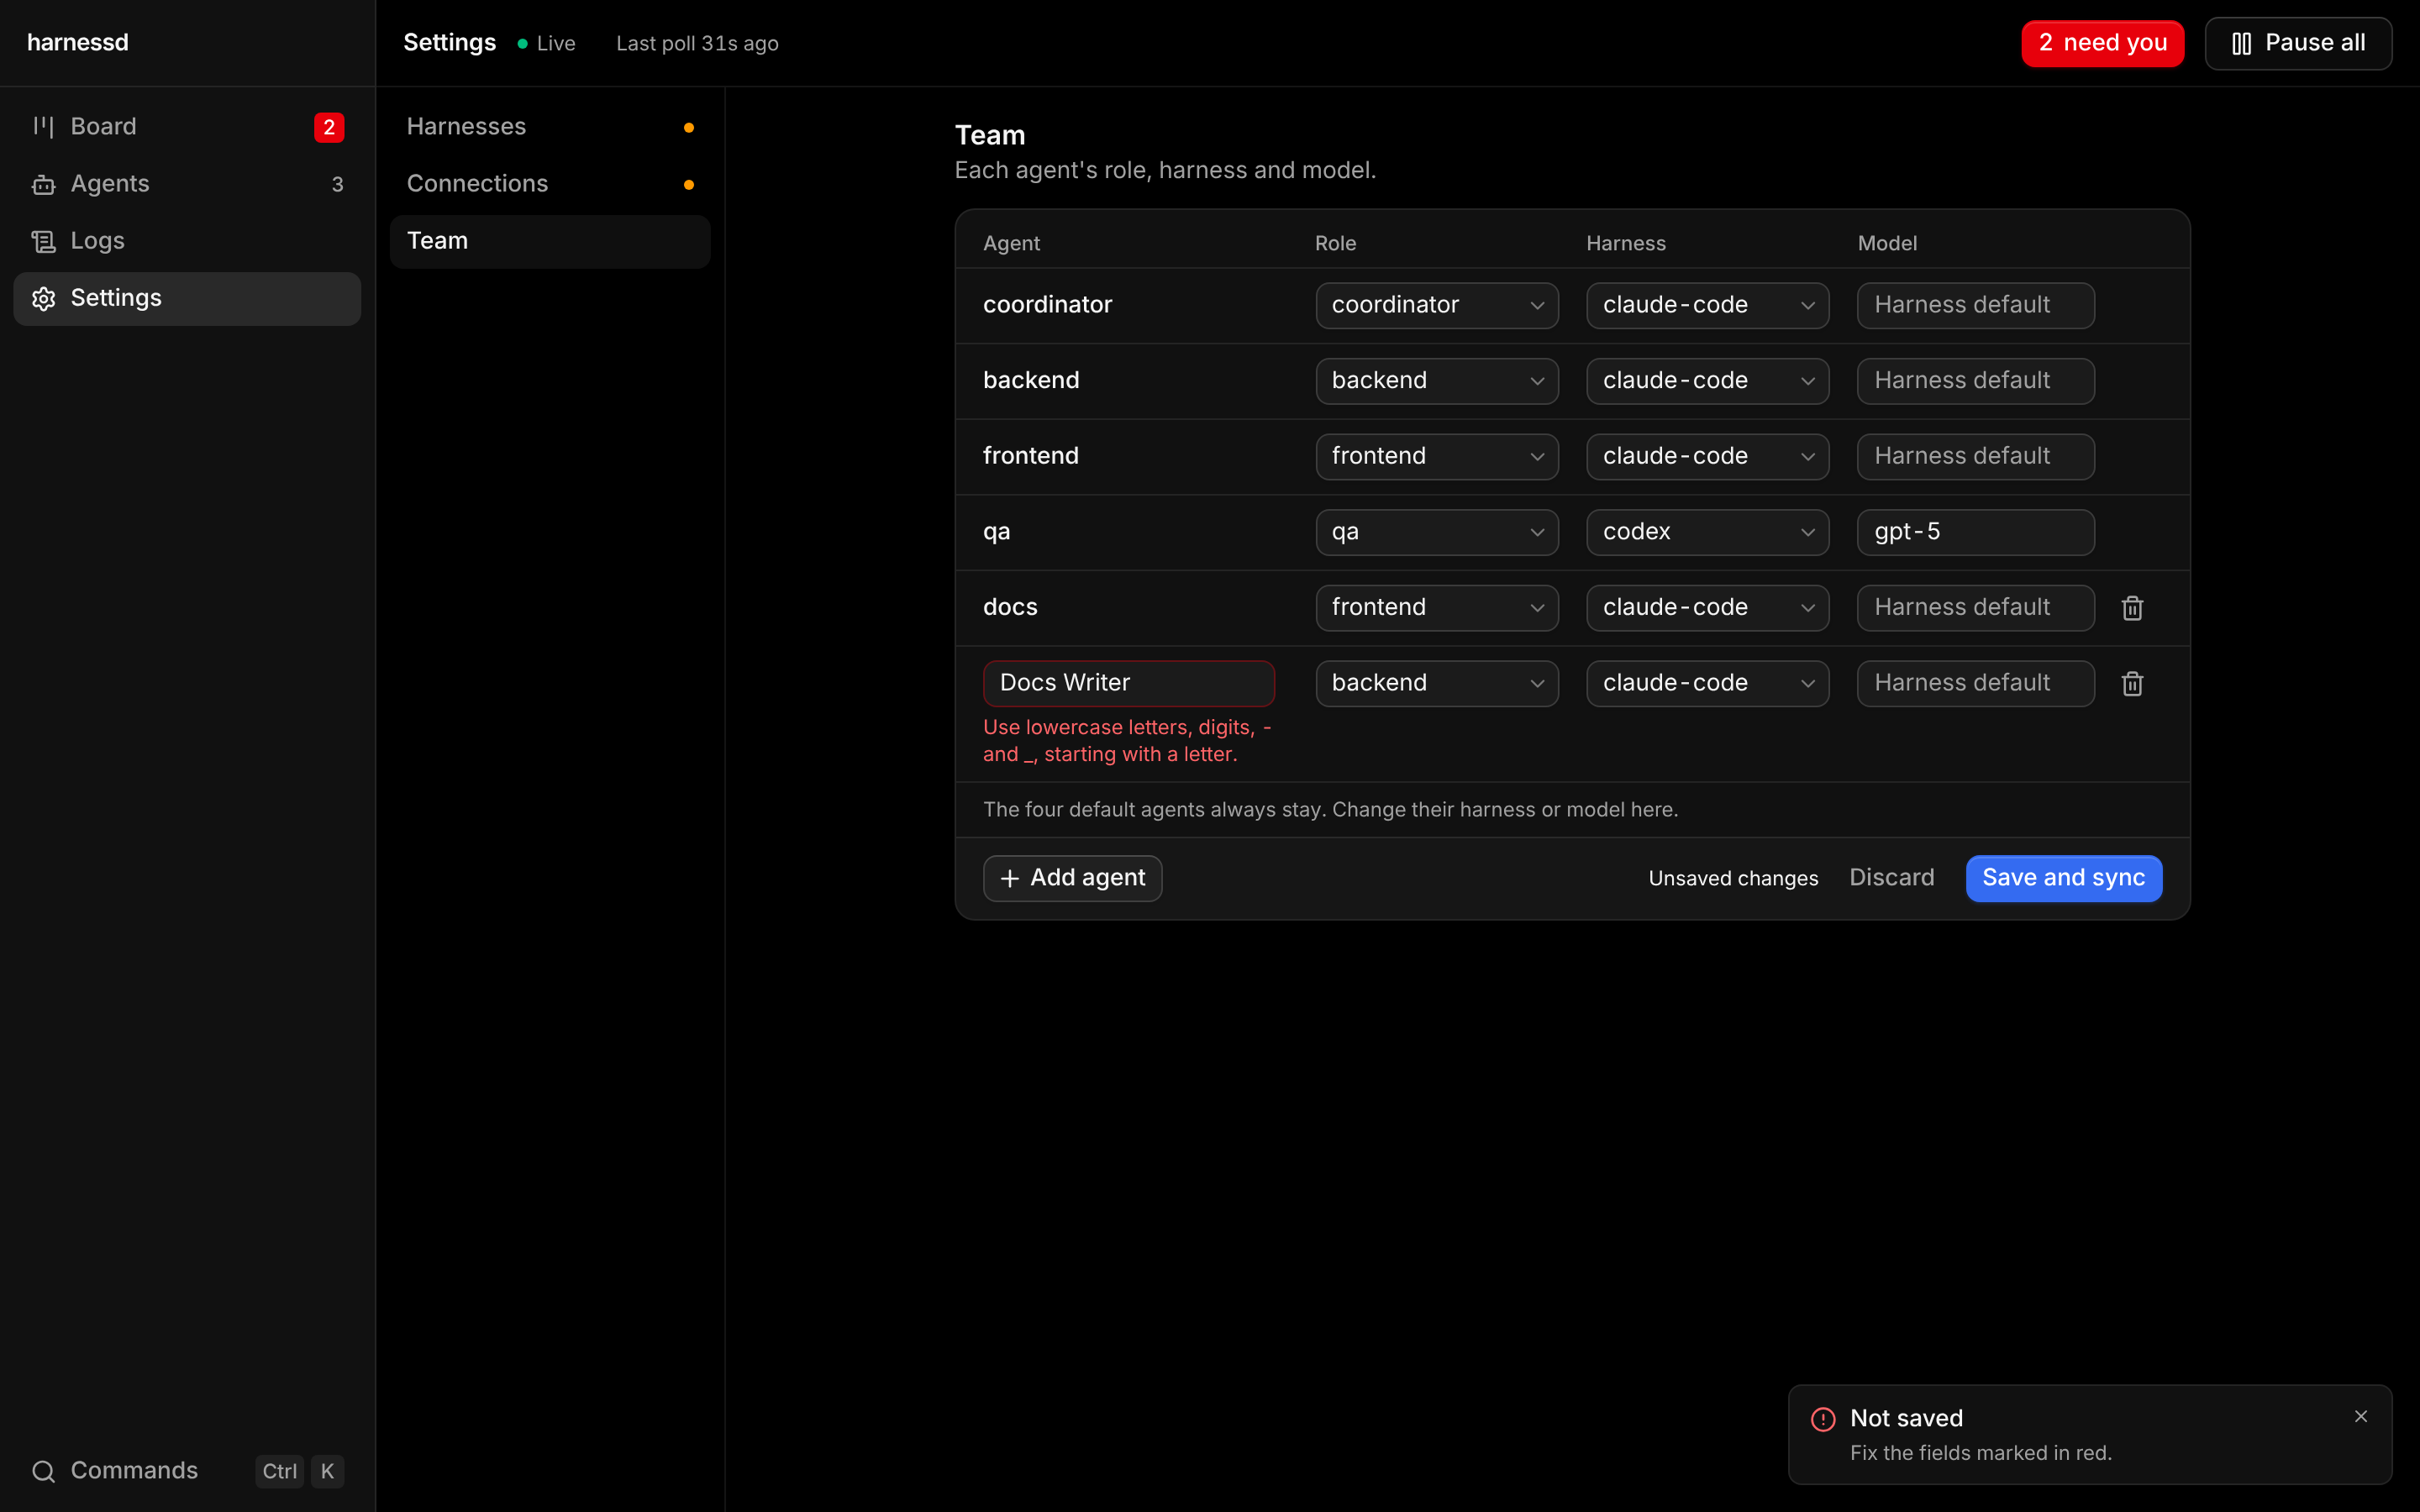 harnessd
Board 2
Agents 3
Logs
Settings
Commands Ctrl K
Settings Live Last poll 31s ago
2 need you Pause all
Harnesses
Connections
Team
Team
Each agent's role, harness and model.
Agent Role Harness Model
coordinator coordinator claude-code Harness default
backend backend claude-code Harness default
frontend frontend claude-code Harness default
qa qa codex gpt-5
docs frontend claude-code Harness default
Docs Writer backend claude-code Harness default
Use lowercase letters, digits, -
and _, starting with a letter.
The four default agents always stay. Change their harness or model here.
Add agent Unsaved changes Discard Save and sync
Not saved
Fix the fields marked in red.